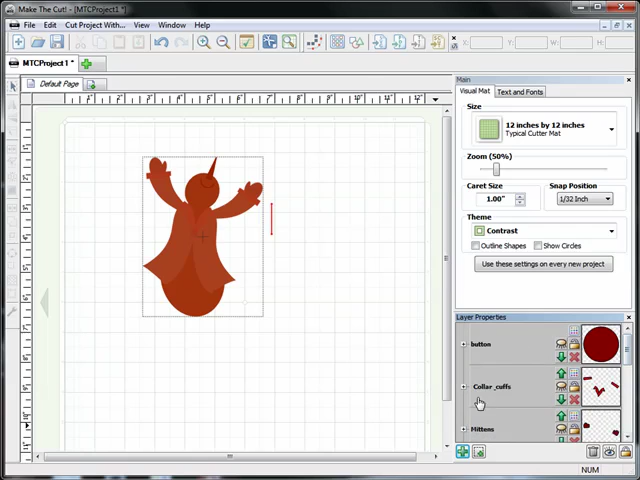 Make The Cut! - [MTCProject1 *]
File Edit Cut Project With... View Window Help
X: Y: W: H:
MTCProject1 *
Default Page
Main
Visual Mat Text and Fonts
Size
12 inches by 12 inches
Typical Cutter Mat
Zoom (50%)
Caret Size Snap Position
1.00" 1/32 Inch
Theme
Contrast
Outline Shapes Show Circles
Use these settings on every new project
Layer Properties
button
Collar_cuffs
Mittens
NUM